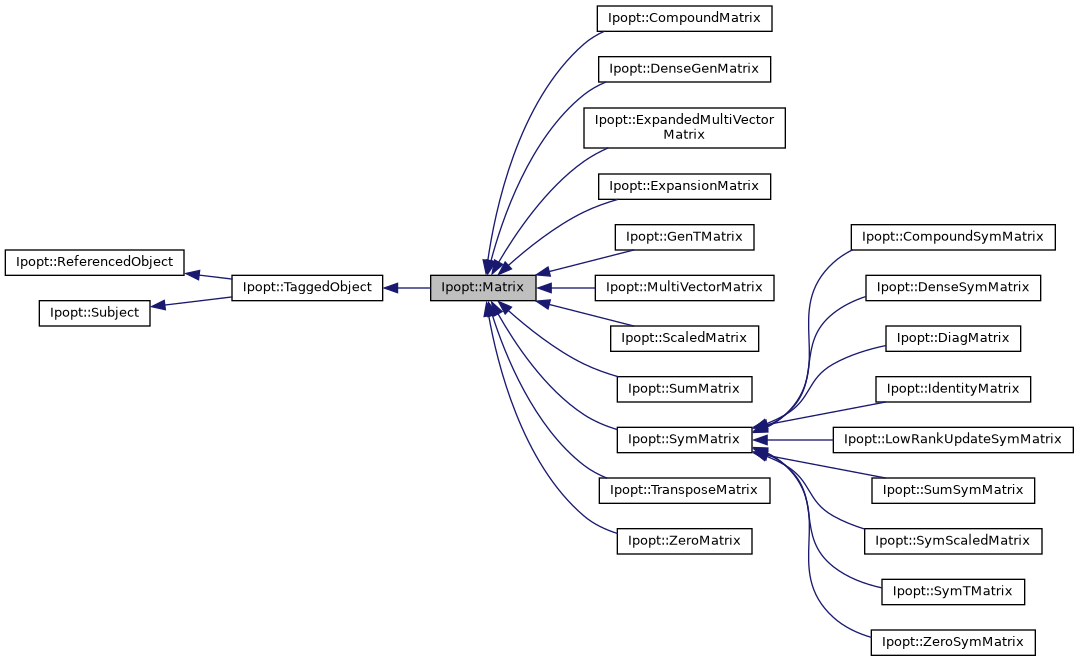 Ipopt::CompoundMatrix
Ipopt::DenseGenMatrix
Ipopt::ExpandedMultiVector
Matrix
Ipopt::ExpansionMatrix
Ipopt::GenTMatrix
Ipopt::CompoundSymMatrix
Ipopt::ReferencedObject
Ipopt::TaggedObject
Ipopt::Matrix
Ipopt::MultiVectorMatrix
Ipopt::DenseSymMatrix
Ipopt::Subject
Ipopt::ScaledMatrix
Ipopt::DiagMatrix
Ipopt::SumMatrix
Ipopt::IdentityMatrix
Ipopt::SymMatrix
Ipopt::LowRankUpdateSymMatrix
Ipopt::TransposeMatrix
Ipopt::SumSymMatrix
Ipopt::ZeroMatrix
Ipopt::SymScaledMatrix
Ipopt::SymTMatrix
Ipopt::ZeroSymMatrix